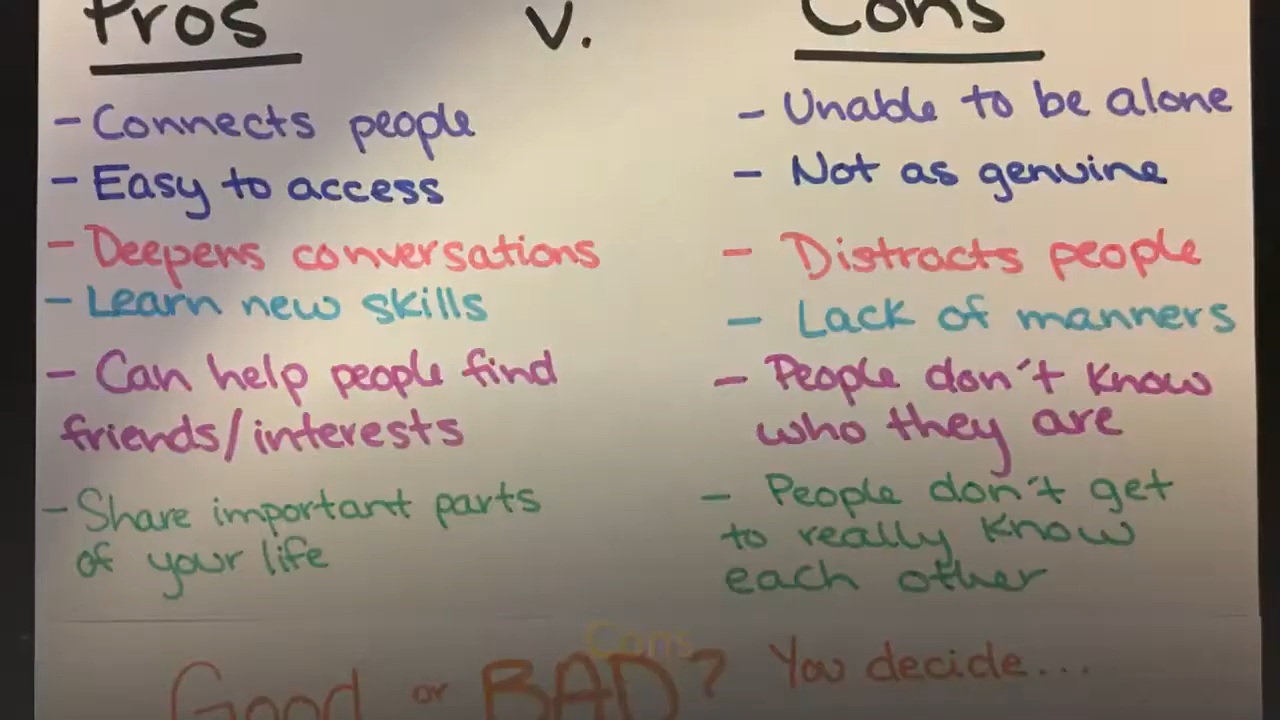 Pros v. Cons
- Connects people
- Easy to access
- Deepens conversations
- Learn new skills
- Can help people find
friends/interests
- Share important parts
of your life
- Unable to be alone
- Not as genuine
- Distracts people
- Lack of manners
- People don't know
who they are
- People don't get
to really know
each other
Cons
Good or BAD? You decide...